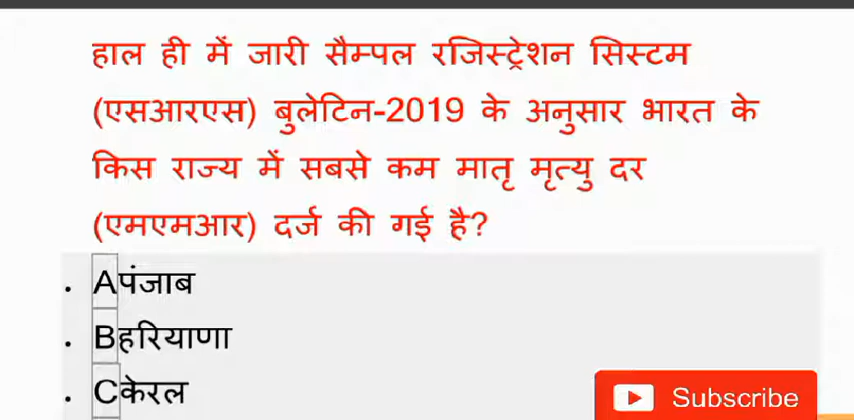 हाल ही में जारी सैम्पल रजिस्ट्रेशन सिस्टम
(एसआरएस) बुलेटिन-2019 के अनुसार भारत के
किस राज्य में सबसे कम मातृ मृत्यु दर
(एमएमआर) दर्ज की गई है?
. Aपंजाब
. Bहरियाणा
. Cकेरल
Subscribe